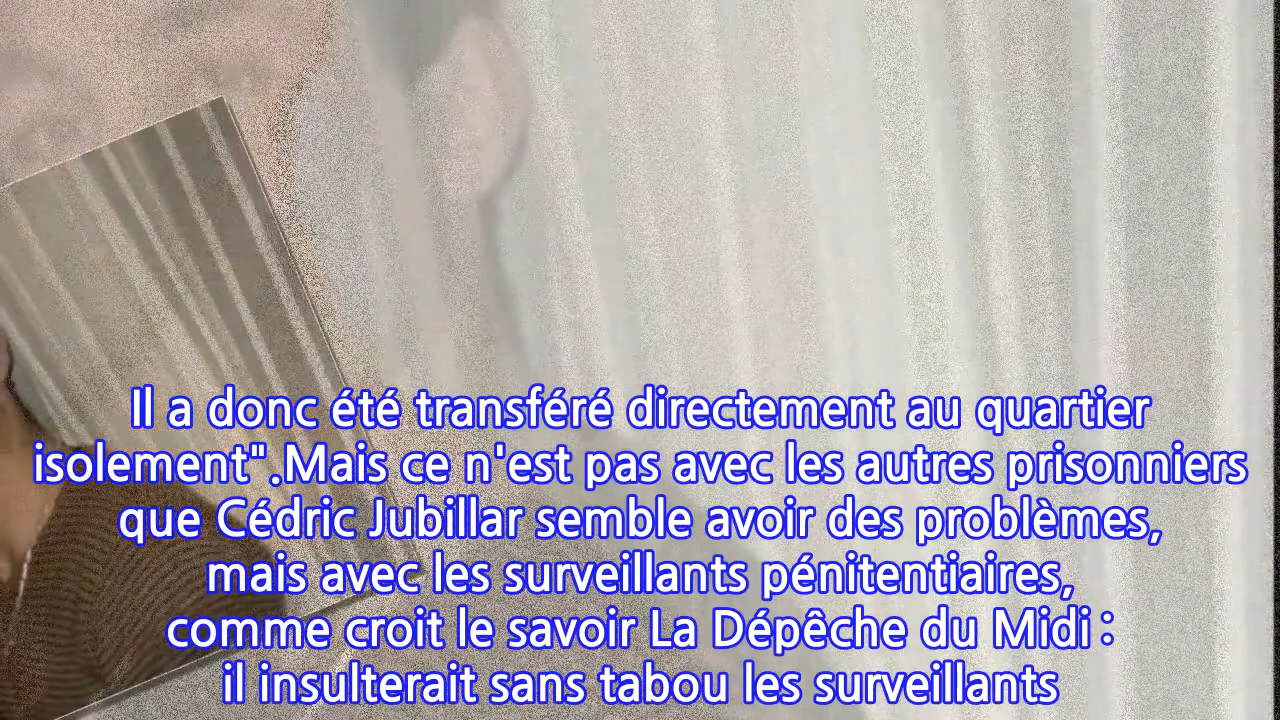 Il a donc été transféré directement au quartier
isolement".Mais ce n'est pas avec les autres prisonniers
que Cédric Jubillar semble avoir des problèmes,
mais avec les surveillants pénitentiaires,
comme croit le savoir La Dépêche du Midi :
il insulterait sans tabou les surveillants